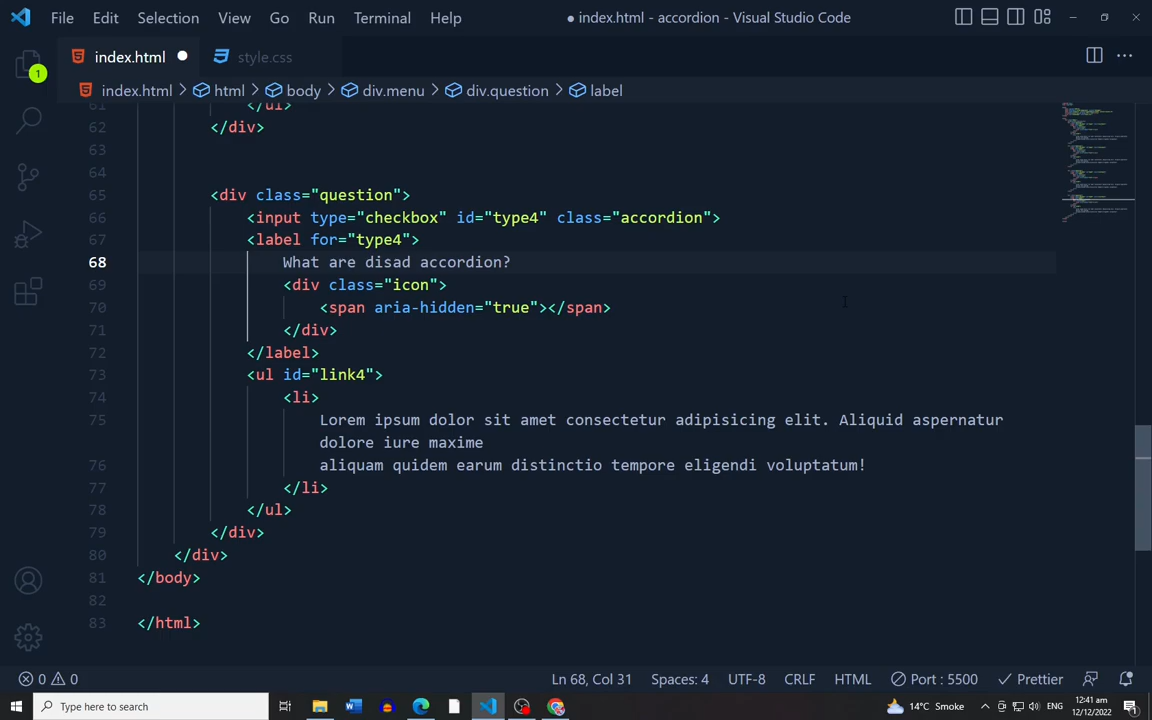 File Edit Selection View Go Run Terminal Help
● index.html - accordion - Visual Studio Code
index.html ● style.css
1
index.html > html > body > div.menu > div.question > label
61 </ul>
62 </div>
63
64
65 <div class="question">
66 <input type="checkbox" id="type4" class="accordion">
67 <label for="type4">
68 What are disad accordion?
69 <div class="icon">
70 <span aria-hidden="true"></span>
71 </div>
72 </label>
73 <ul id="link4">
74 <li>
75 Lorem ipsum dolor sit amet consectetur adipisicing elit. Aliquid aspernatur
dolore iure maxime
76 aliquam quidem earum distinctio tempore eligendi voluptatum!
77 </li>
78 </ul>
79 </div>
80 </div>
81 </body>
82
83 </html>
0 0 Ln 68, Col 31 Spaces: 4 UTF-8 CRLF HTML Port : 5500 Prettier
Type here to search
14°C Smoke ENG
12:41 am
12/12/2022
1